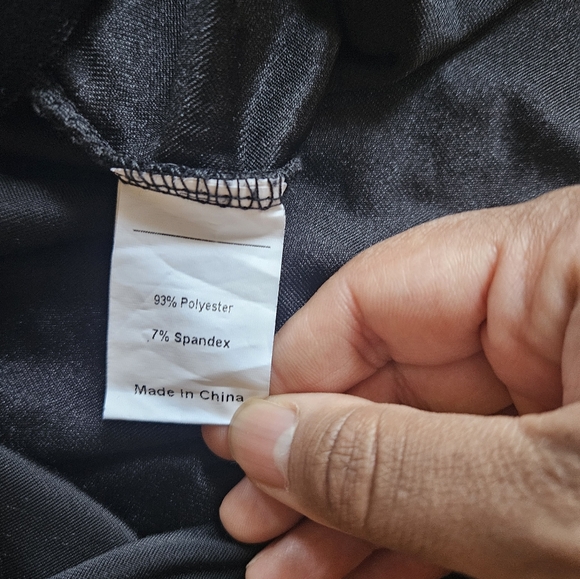 93% Polyester
7% Spandex
Made In China